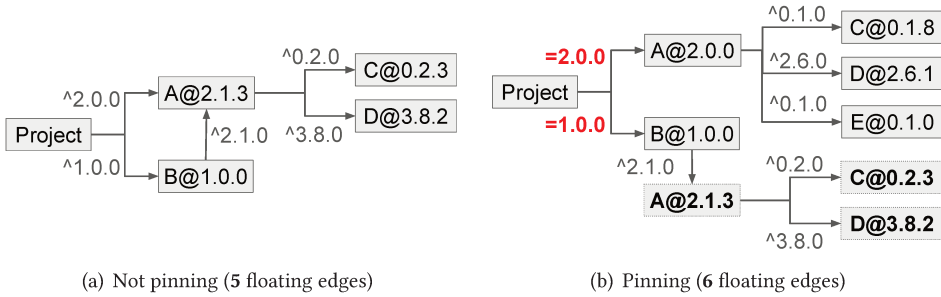 ^0.2.0
C@0.2.3
^2.0.0
A@2.1.3
Project
^2.1.0
^3.8.0
D@3.8.2
^1.0.0
B@1.0.0
(a) Not pinning (5 floating edges)
^0.1.0
C@0.1.8
=2.0.0
A@2.0.0
^2.6.0
D@2.6.1
Project
^0.1.0
E@0.1.0
=1.0.0
B@1.0.0
^2.1.0
^0.2.0
C@0.2.3
A@2.1.3
^3.8.0
D@3.8.2
(b) Pinning (6 floating edges)